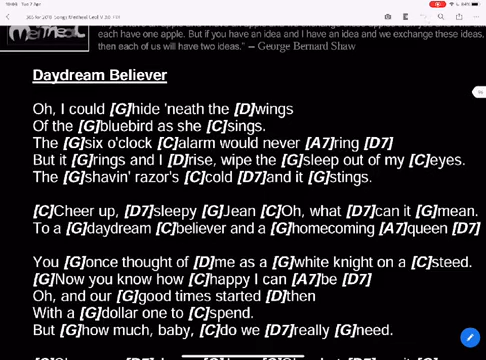 19:05 Tue 7 Apr
84%
each have one apple. But if you have an idea and I have an idea and we exchange these ideas,
then each of us will have two ideas." – George Bernard Shaw
Daydream Believer
Oh, I could [G]hide 'neath the [D]wings
Of the [G]bluebird as she [C]sings.
The [G]six o'clock [C]alarm would never [A7]ring [D7]
But it [G]rings and I [D]rise, wipe the [G]sleep out of my [C]eyes.
The [G]shavin' razor's [C]cold [D7]and it [G]stings.
[C]Cheer up, [D7]sleepy [G]Jean [C]Oh, what [D7]can it [G]mean.
To a [G]daydream [C]believer and a [G]homecoming [A7]queen [D7]
You [G]once thought of [D]me as a [G]white knight on a [C]steed.
[G]Now you know how [C]happy I can [A7]be [D7]
Oh, and our [G]good times started [D]then
With a [G]dollar one to [C]spend.
But [G]how much, baby, [C]do we [D7]really [G]need.